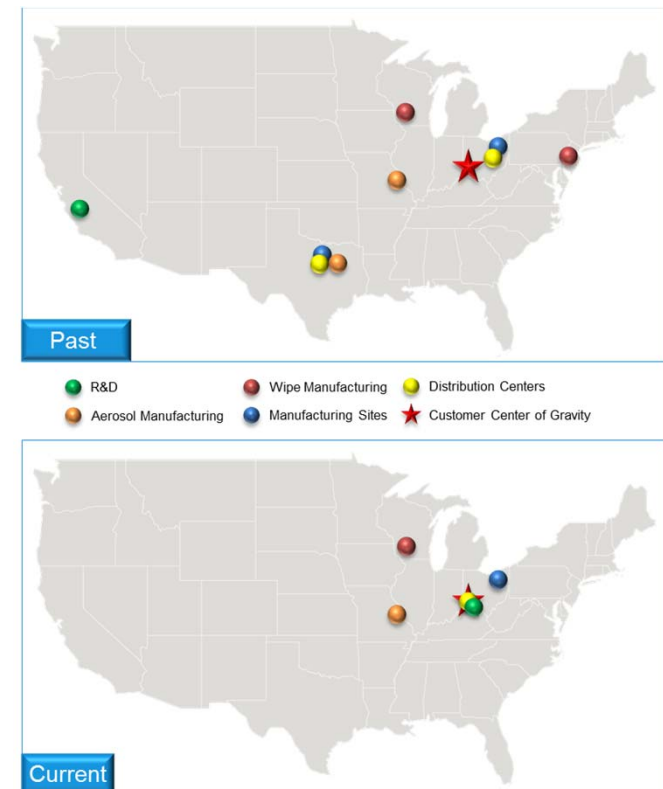 Past
R&D
Wipe Manufacturing
Distribution Centers
Aerosol Manufacturing
Manufacturing Sites
Customer Center of Gravity
Current